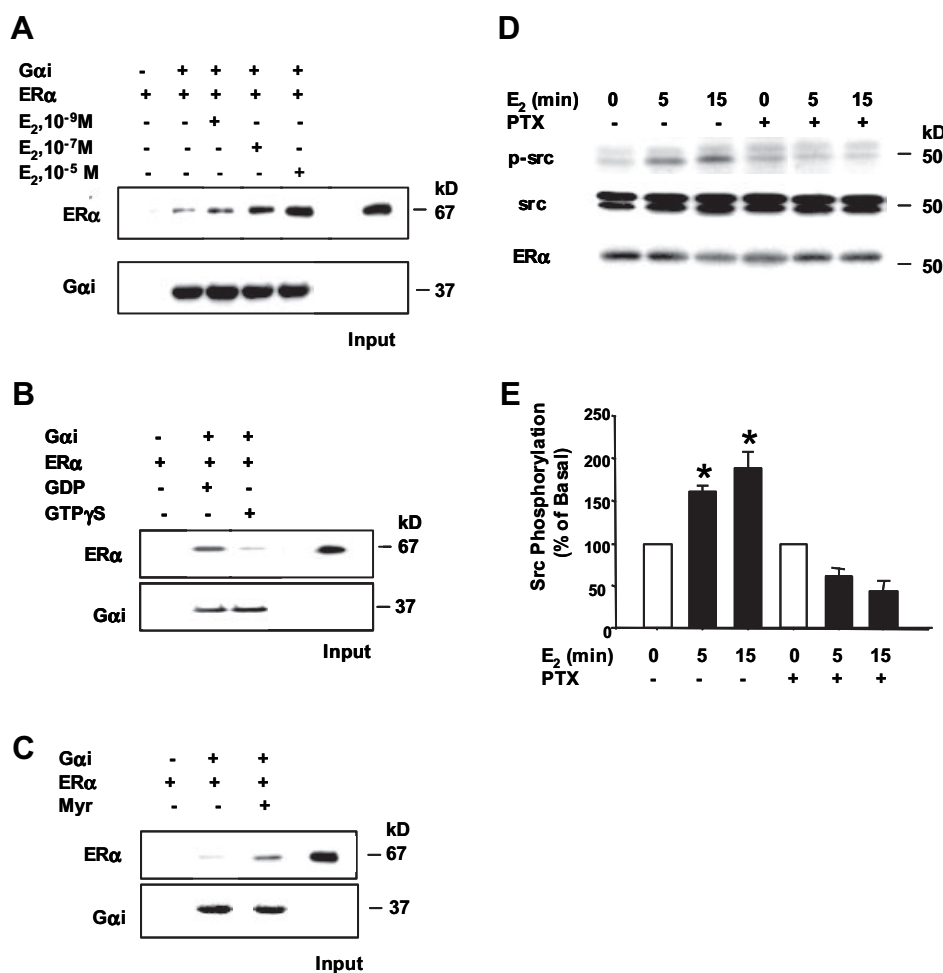 A
Gαi - + + + +
ERα + + + + +
E2,10-9M - - + - -
E2,10-7M - - - + -
E2,10-5 M - - - - +
kD
ERα 67
Gαi 37
Input
B
Gαi - + +
ERα + + +
GDP - + -
GTPγS - - +
kD
ERα 67
Gαi 37
Input
C
Gαi - + +
ERα + + +
Myr - - +
kD
ERα 67
Gαi 37
Input
D
E2 (min) 0 5 15 0 5 15
PTX - - - + + +
kD
p-src 50
src 50
ERα 50
E
Src Phosphorylation
(% of Basal)
250
200
150
100
50
0
* *
E2 (min) 0 5 15 0 5 15
PTX - - - + + +